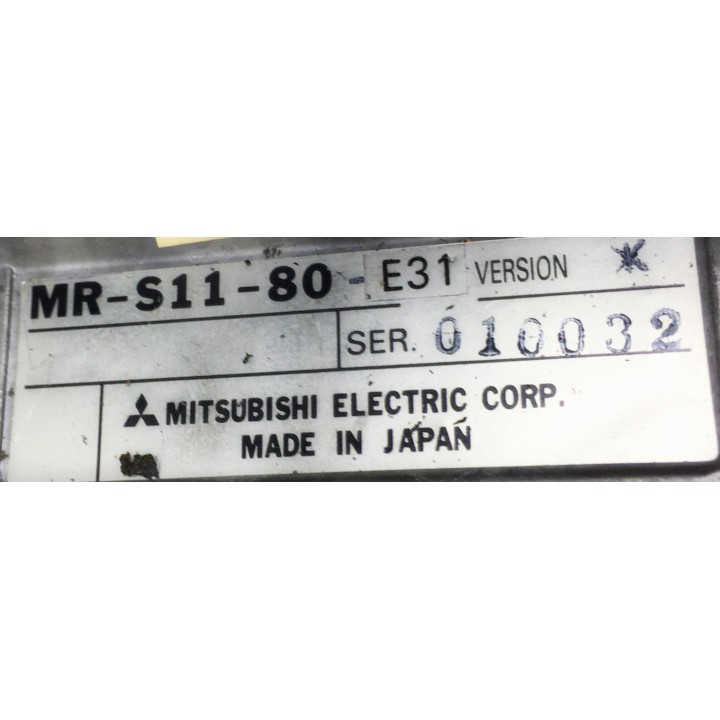 MR-S11-80-E31 VERSION *
SER. 010032
MITSUBISHI ELECTRIC CORP.
MADE IN JAPAN